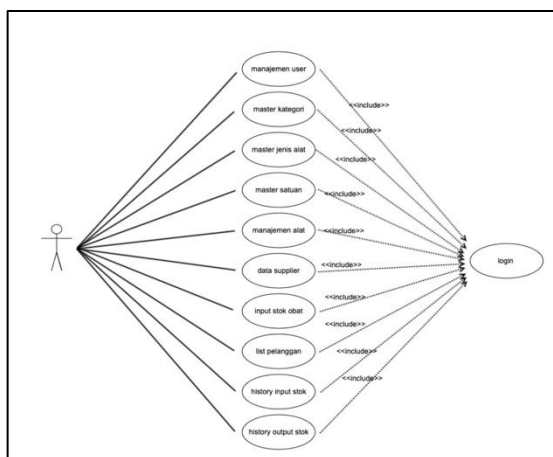 manajemen user
<<include>>
master kategori
<<include>>
master jenis alat
<<include>>
master satuan
<<include>>
manajemen alat
<<include>>
data supplier
<<include>>
login
input stok obat
<<include>>
list pelanggan
<<include>>
history input stok
<<include>>
history output stok
<<include>>